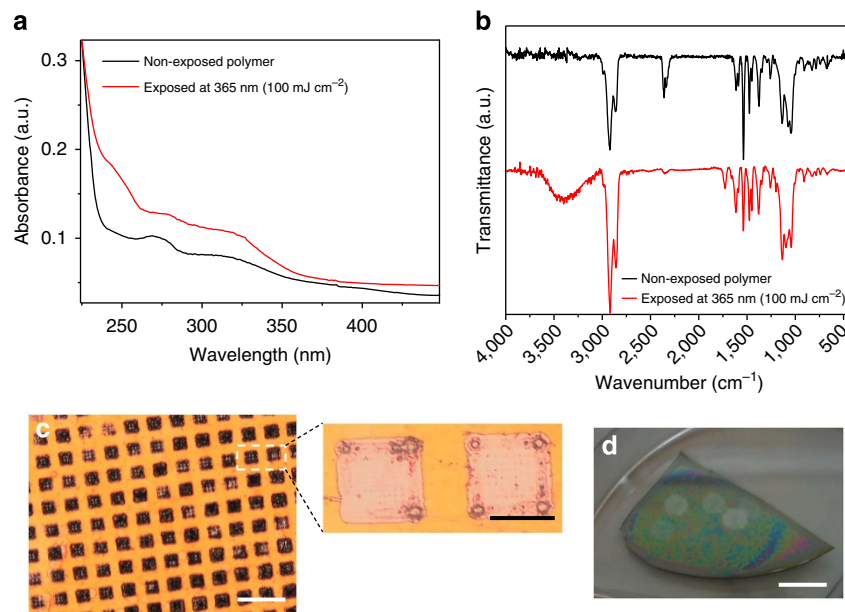 a
0.3
0.2
0.1
Absorbance (a.u.)
Non-exposed polymer
Exposed at 365 nm (100 mJ cm⁻²)
250
300
350
400
Wavelength (nm)
b
Transmittance (a.u.)
Non-exposed polymer
Exposed at 365 nm (100 mJ cm⁻²)
4,000
3,500
3,000
2,500
2,000
1,500
1,000
500
Wavenumber (cm⁻¹)
c
d